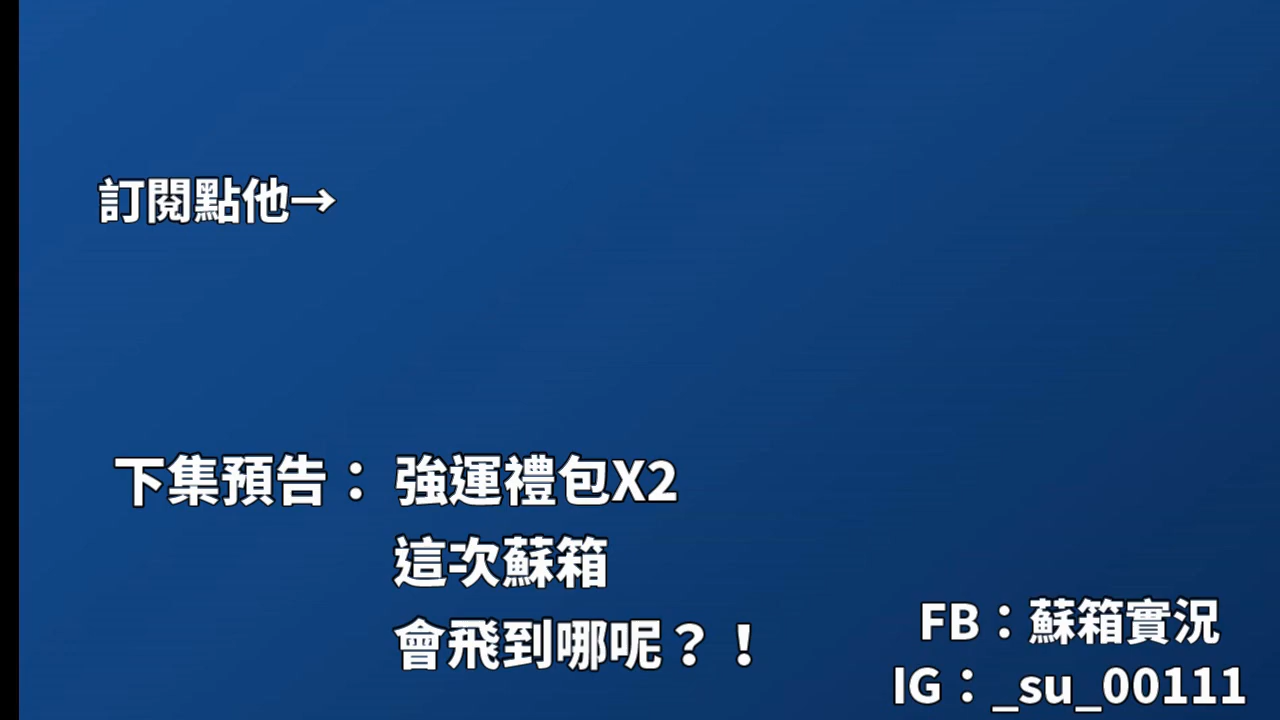 訂閱點他→
下集預告：強運禮包X2
這次蘇箱
會飛到哪呢？！
FB：蘇箱實況
IG：_su_00111